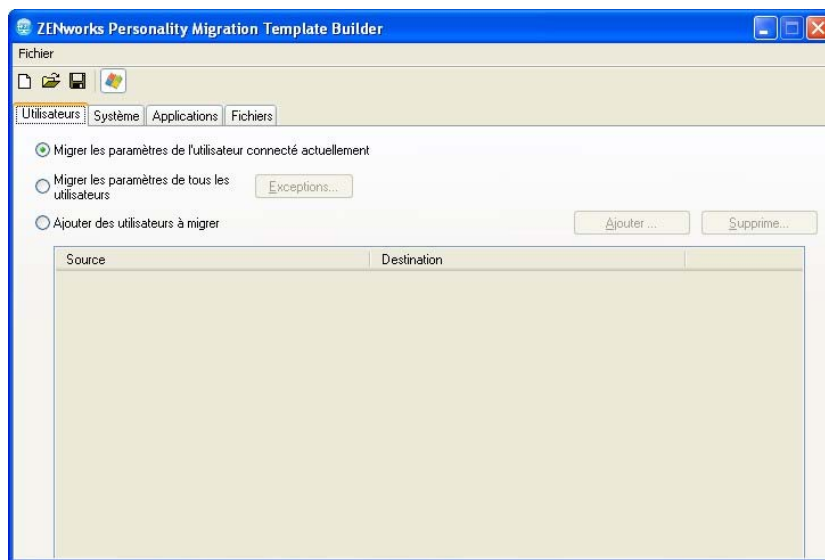 ZENworks Personality Migration Template Builder
Fichier
Utilisateurs Système Applications Fichiers
Migrer les paramètres de l'utilisateur connecté actuellement
Migrer les paramètres de tous les
utilisateurs
Exceptions...
Ajouter des utilisateurs à migrer
Ajouter ...
Supprime...
Source Destination